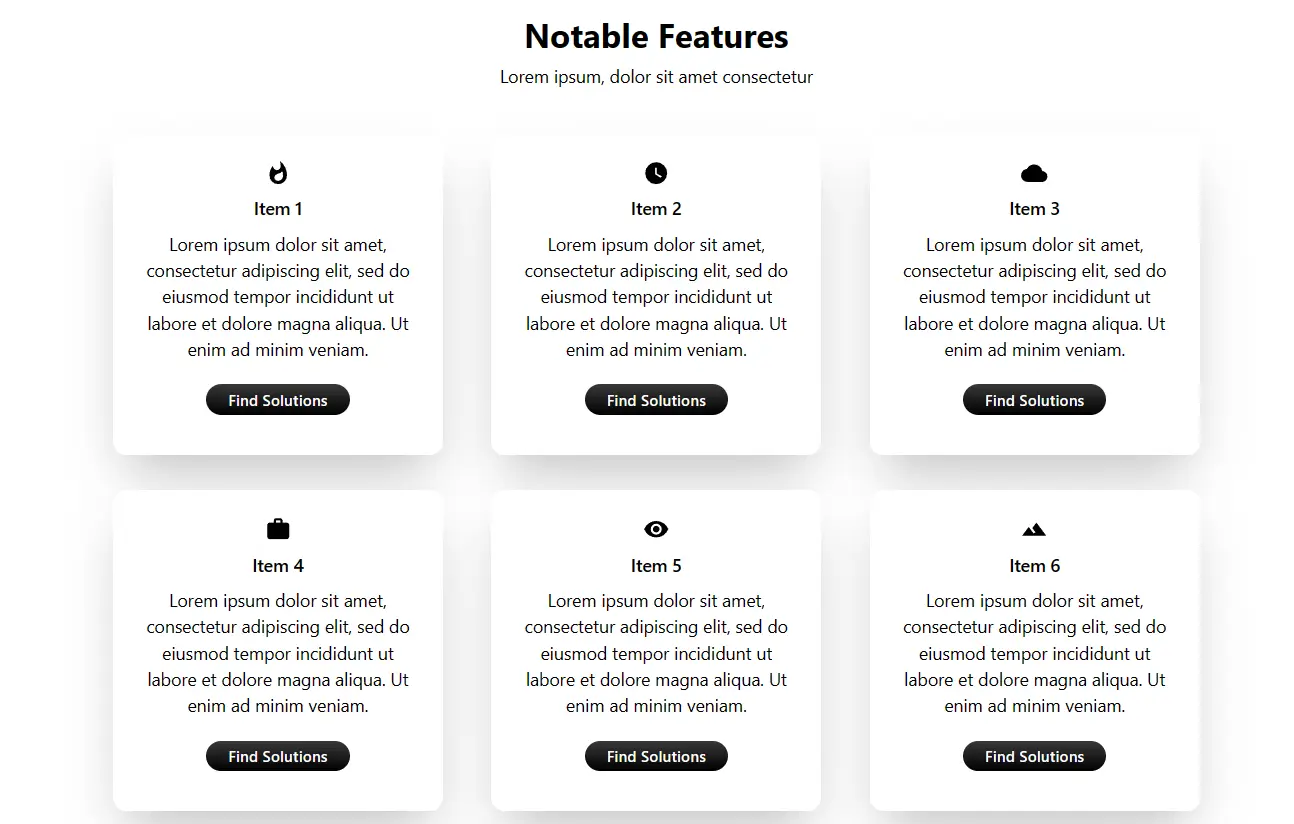 Notable Features
Lorem ipsum, dolor sit amet consectetur
Item 1
Lorem ipsum dolor sit amet,
consectetur adipiscing elit, sed do
eiusmod tempor incididunt ut
labore et dolore magna aliqua. Ut
enim ad minim veniam.
Find Solutions
Item 2
Lorem ipsum dolor sit amet,
consectetur adipiscing elit, sed do
eiusmod tempor incididunt ut
labore et dolore magna aliqua. Ut
enim ad minim veniam.
Find Solutions
Item 3
Lorem ipsum dolor sit amet,
consectetur adipiscing elit, sed do
eiusmod tempor incididunt ut
labore et dolore magna aliqua. Ut
enim ad minim veniam.
Find Solutions
Item 4
Lorem ipsum dolor sit amet,
consectetur adipiscing elit, sed do
eiusmod tempor incididunt ut
labore et dolore magna aliqua. Ut
enim ad minim veniam.
Find Solutions
Item 5
Lorem ipsum dolor sit amet,
consectetur adipiscing elit, sed do
eiusmod tempor incididunt ut
labore et dolore magna aliqua. Ut
enim ad minim veniam.
Find Solutions
Item 6
Lorem ipsum dolor sit amet,
consectetur adipiscing elit, sed do
eiusmod tempor incididunt ut
labore et dolore magna aliqua. Ut
enim ad minim veniam.
Find Solutions